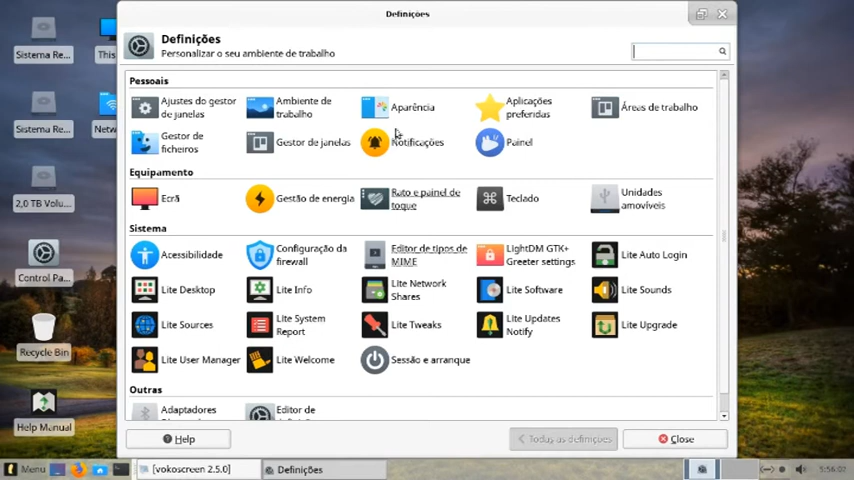 Definições
Definições
Personalizar o seu ambiente de trabalho
Sistema Re...
This
Sistema Re...
Netw
2,0 TB Volu...
Control Pa...
Recycle Bin
Help Manual
Pessoais
Ajustes do gestor
de janelas
Ambiente de
trabalho
Aparência
Aplicações
preferidas
Áreas de trabalho
Gestor de
ficheiros
Gestor de janelas
Notificações
Painel
Equipamento
Ecrã
Gestão de energia
Rato e painel de
toque
Teclado
Unidades
amovíveis
Sistema
Acessibilidade
Configuração da
firewall
Editor de tipos de
MIME
LightDM GTK+
Greeter settings
Lite Auto Login
Lite Desktop
Lite Info
Lite Network
Shares
Lite Software
Lite Sounds
Lite Sources
Lite System
Report
Lite Tweaks
Lite Updates
Notify
Lite Upgrade
Lite User Manager
Lite Welcome
Sessão e arranque
Outras
Adaptadores
Editor de
Help
Todas as definições
Close
Menu
[vokoscreen 2.5.0]
Definições
5:56:02